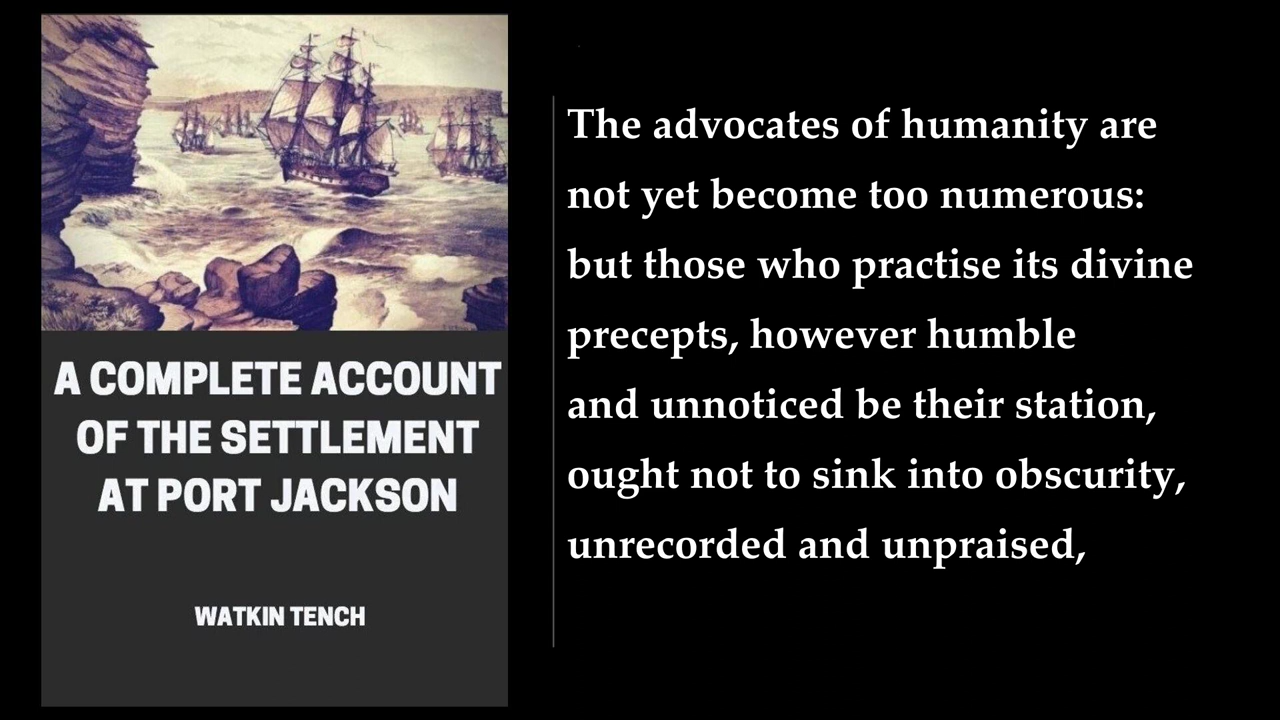 A COMPLETE ACCOUNT
OF THE SETTLEMENT
AT PORT JACKSON
WATKIN TENCH
The advocates of humanity are
not yet become too numerous:
but those who practise its divine
precepts, however humble
and unnoticed be their station,
ought not to sink into obscurity,
unrecorded and unpraised,